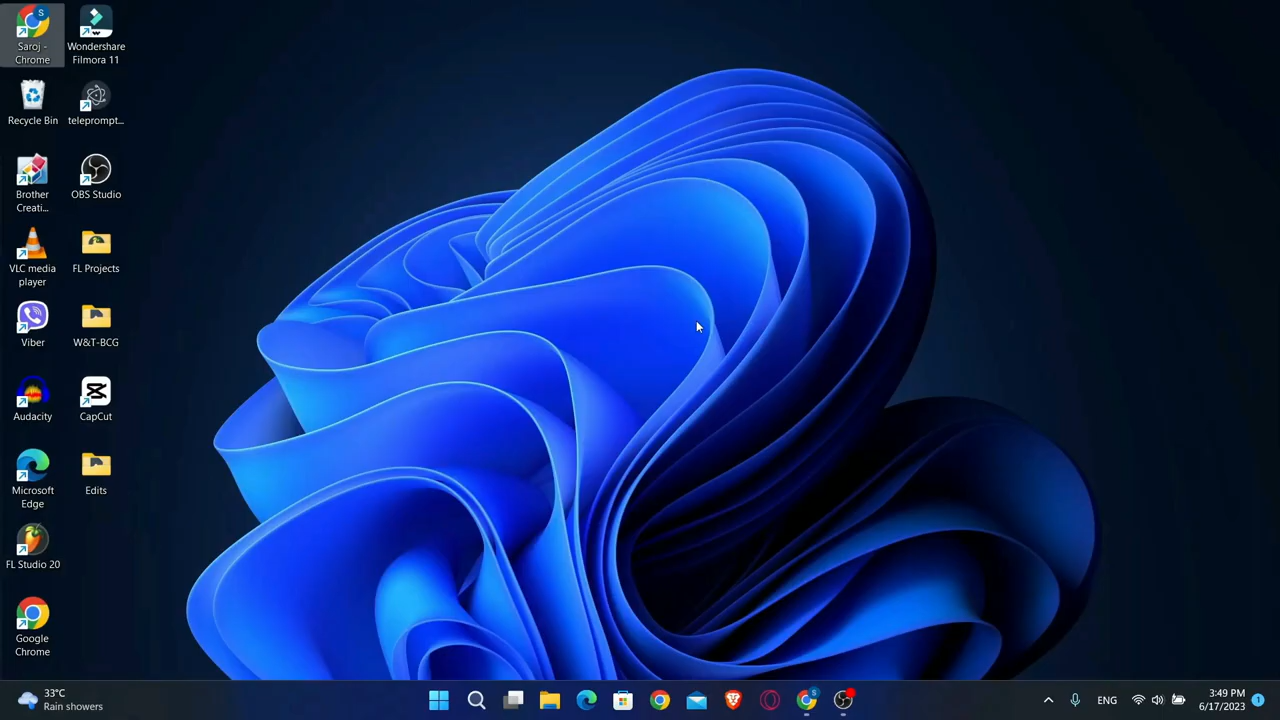 Saroj -
Chrome
Wondershare
Filmora 11
Recycle Bin
teleprompt...
Brother
Creati...
OBS Studio
VLC media
player
FL Projects
Viber
W&T-BCG
Audacity
CapCut
Microsoft
Edge
Edits
FL Studio 20
Google
Chrome
33°C
Rain showers
S
ENG
3:49 PM
6/17/2023
1